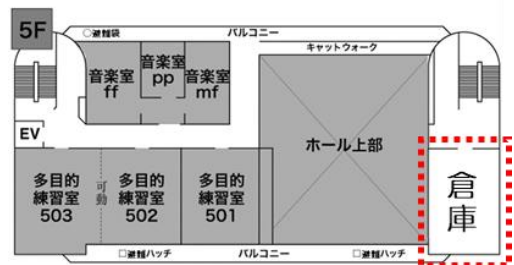 5F
○避難袋
バルコニー
キャットウォーク
音楽室
ff
音楽室
pp
音楽室
mf
EV
ホール上部
倉庫
多目的
練習室
503
可動
多目的
練習室
502
多目的
練習室
501
□避難ハッチ
バルコニー
□避難ハッチ